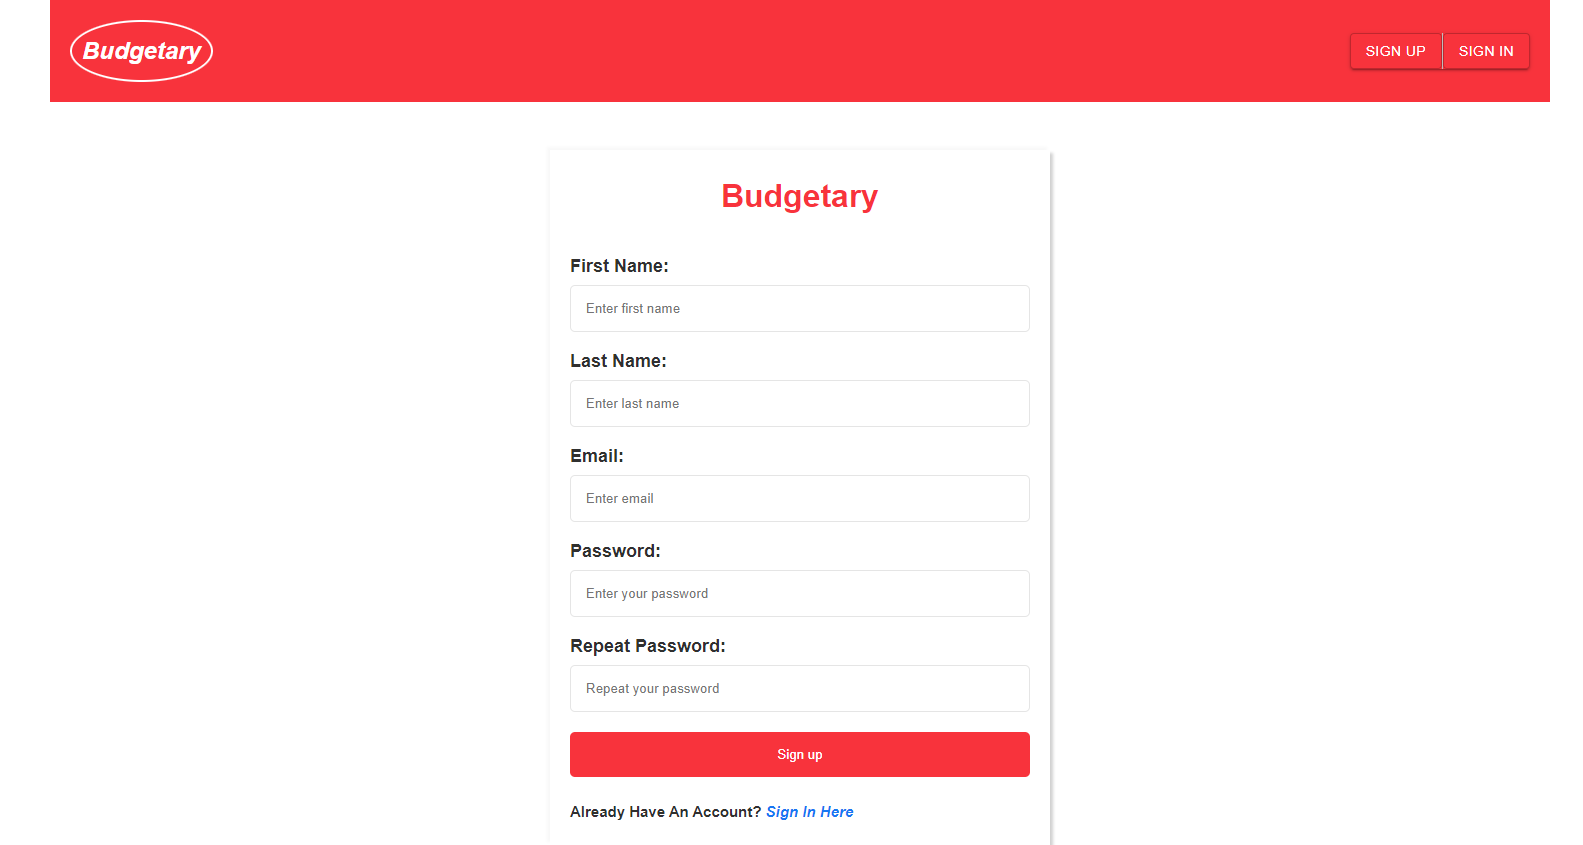 Budgetary
SIGN UP SIGN IN
Budgetary
First Name:
Enter first name
Last Name:
Enter last name
Email:
Enter email
Password:
Enter your password
Repeat Password:
Repeat your password
Sign up
Already Have An Account? Sign In Here